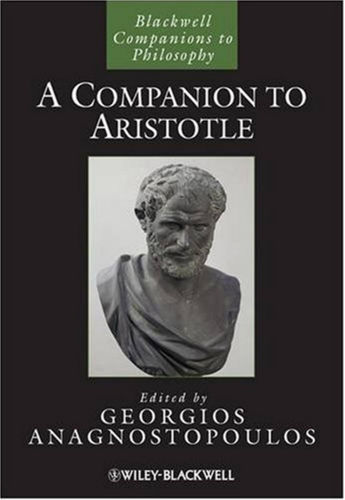 Blackwell
Companions to
Philosophy
A COMPANION TO
ARISTOTLE
Edited by
GEORGIOS
ANAGNOSTOPOULOS
WILEY-BLACKWELL